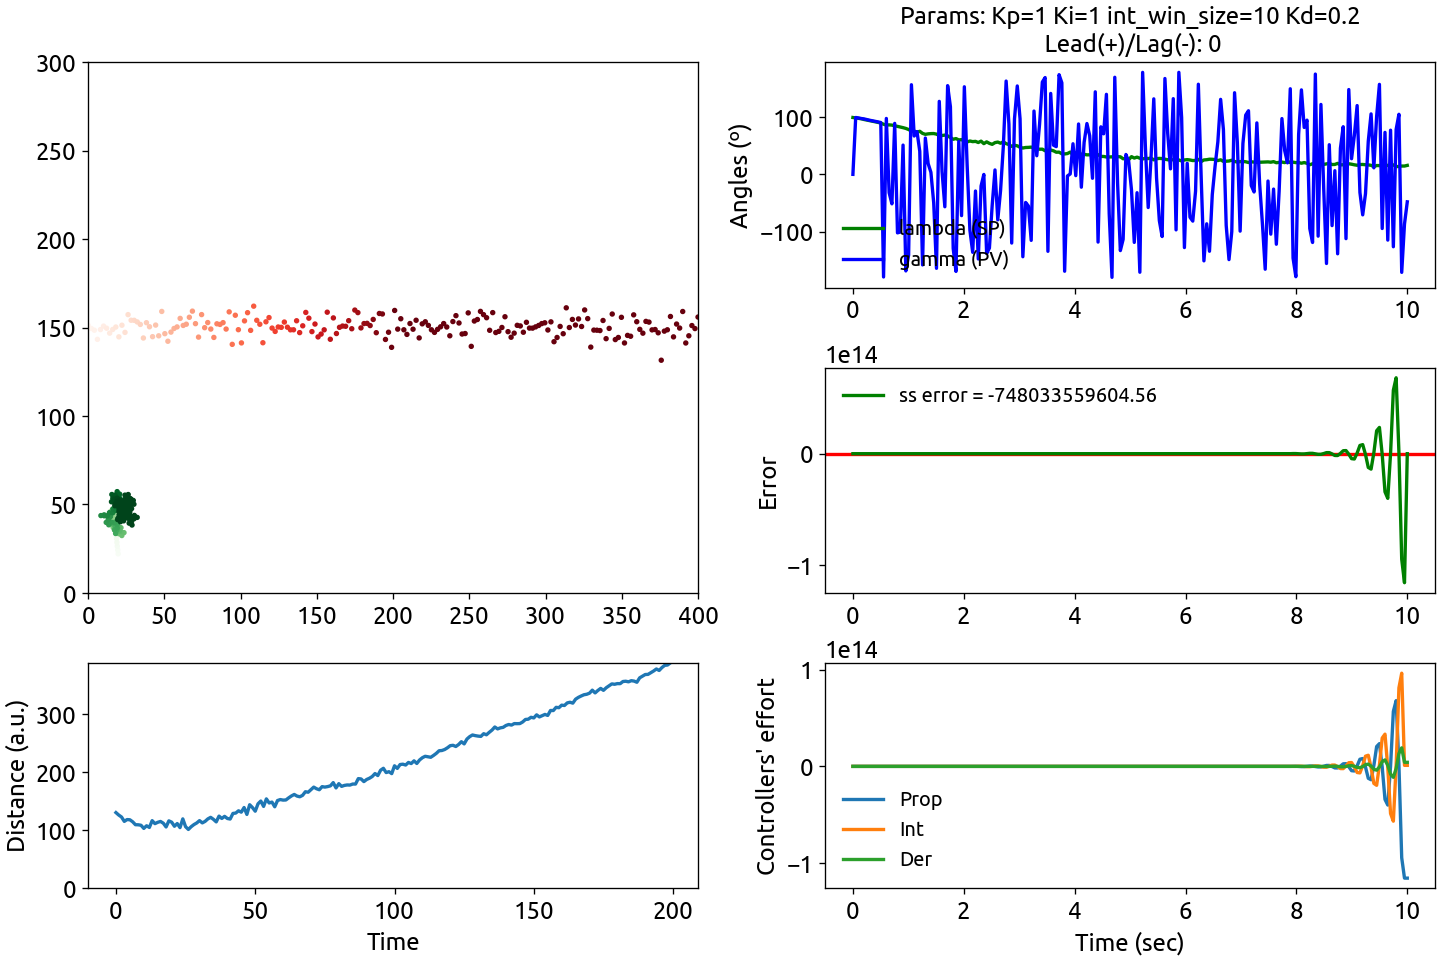 Params: Kp=1 Ki=1 int_win_size=10 Kd=0.2
Lead(+)/Lag(-): 0
300
250
200
150
100
50
0
0 50 100 150 200 250 300 350 400
Angles (º)
100
0
−100
lambda (SP)
gamma (PV)
0 2 4 6 8 10
1e14
Error
0
−1
ss error = -748033559604.56
0 2 4 6 8 10
Distance (a.u.)
300
200
100
0
0 50 100 150 200
Time
1e14
Controllers' effort
1
0
−1
Prop
Int
Der
0 2 4 6 8 10
Time (sec)